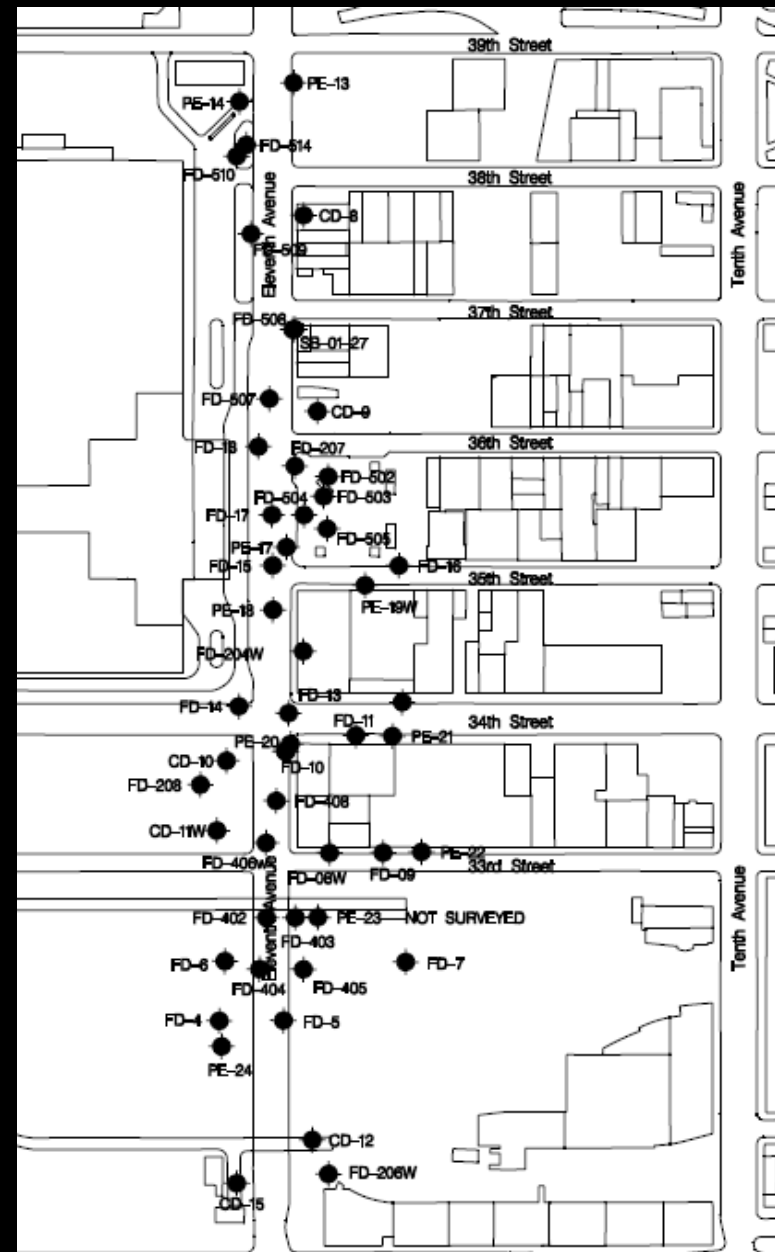 39th Street
PE-13
PE-14
FD-514
FD-510
38th Street
Eleventh Avenue
Tenth Avenue
CD-8
FD-509
37th Street
FD-506
SB-01-27
FD-507
CD-9
36th Street
FD-18
FD-207
FD-502
FD-504
FD-503
FD-17
FD-505
PE-17
FD-15
FD-16
35th Street
PE-19W
PE-18
FD-204W
FD-13
FD-14
34th Street
FD-11
PE-20
PE-21
CD-10
FD-10
FD-208
FD-408
CD-11W
FD-406W
FD-08W
FD-09
PE-22
33rd Street
Eleventh Avenue
Tenth Avenue
FD-402
FD-403
PE-23
NOT SURVEYED
FD-6
FD-404
FD-405
FD-7
FD-4
FD-5
PE-24
CD-12
FD-206W
CD-15